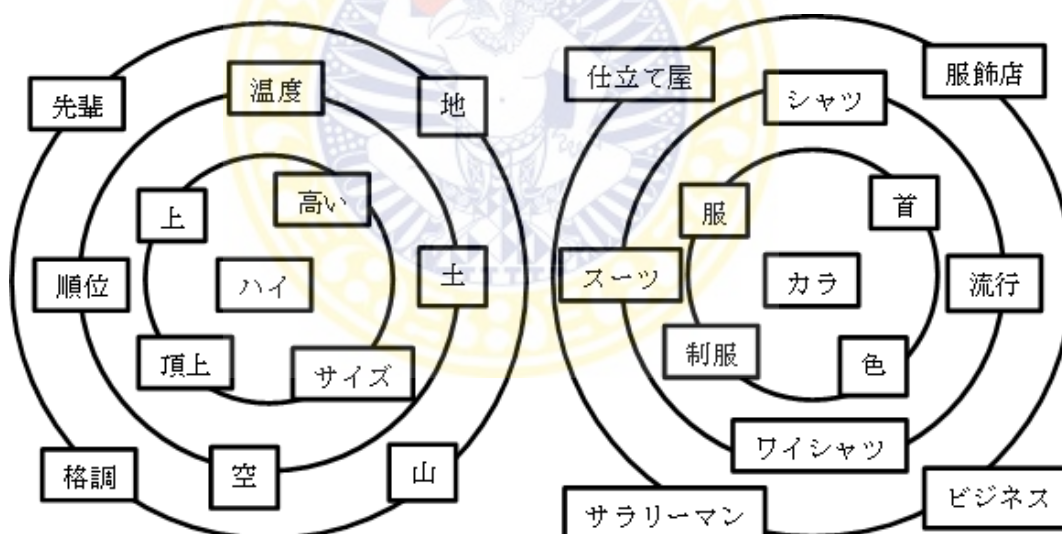 先輩
温度
地
上
高い
順位
ハイ
土
頂上
サイズ
格調
空
山
仕立て屋
シャツ
服飾店
服
首
スーツ
カラ
流行
制服
色
ワイシャツ
サラリーマン
ビジネス